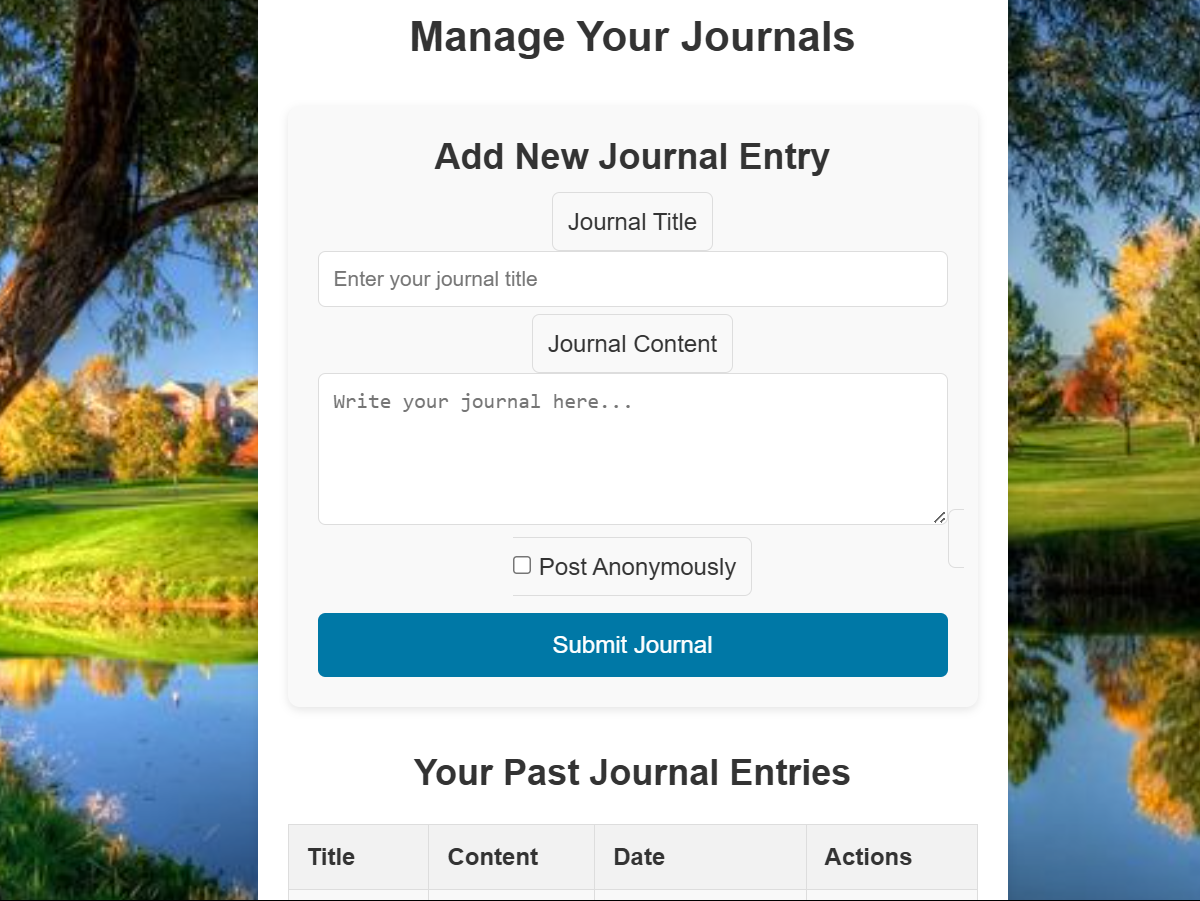 Manage Your Journals
Add New Journal Entry
Journal Title
Enter your journal title
Journal Content
Write your journal here...
Post Anonymously
Submit Journal
Your Past Journal Entries
Title Content Date Actions